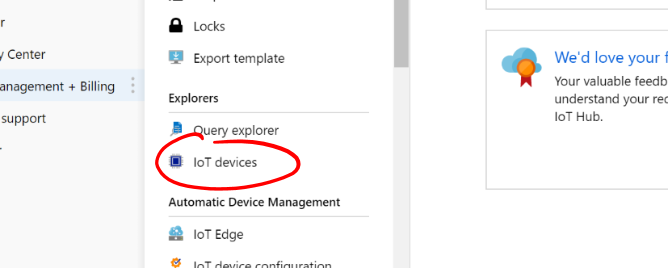 r
Locks
y Center
Export template
anagement + Billing
support
Explorers
Query explorer
IoT devices
Automatic Device Management
IoT Edge
IoT device configuration
We'd love your f
Your valuable feedb
understand your rec
IoT Hub.